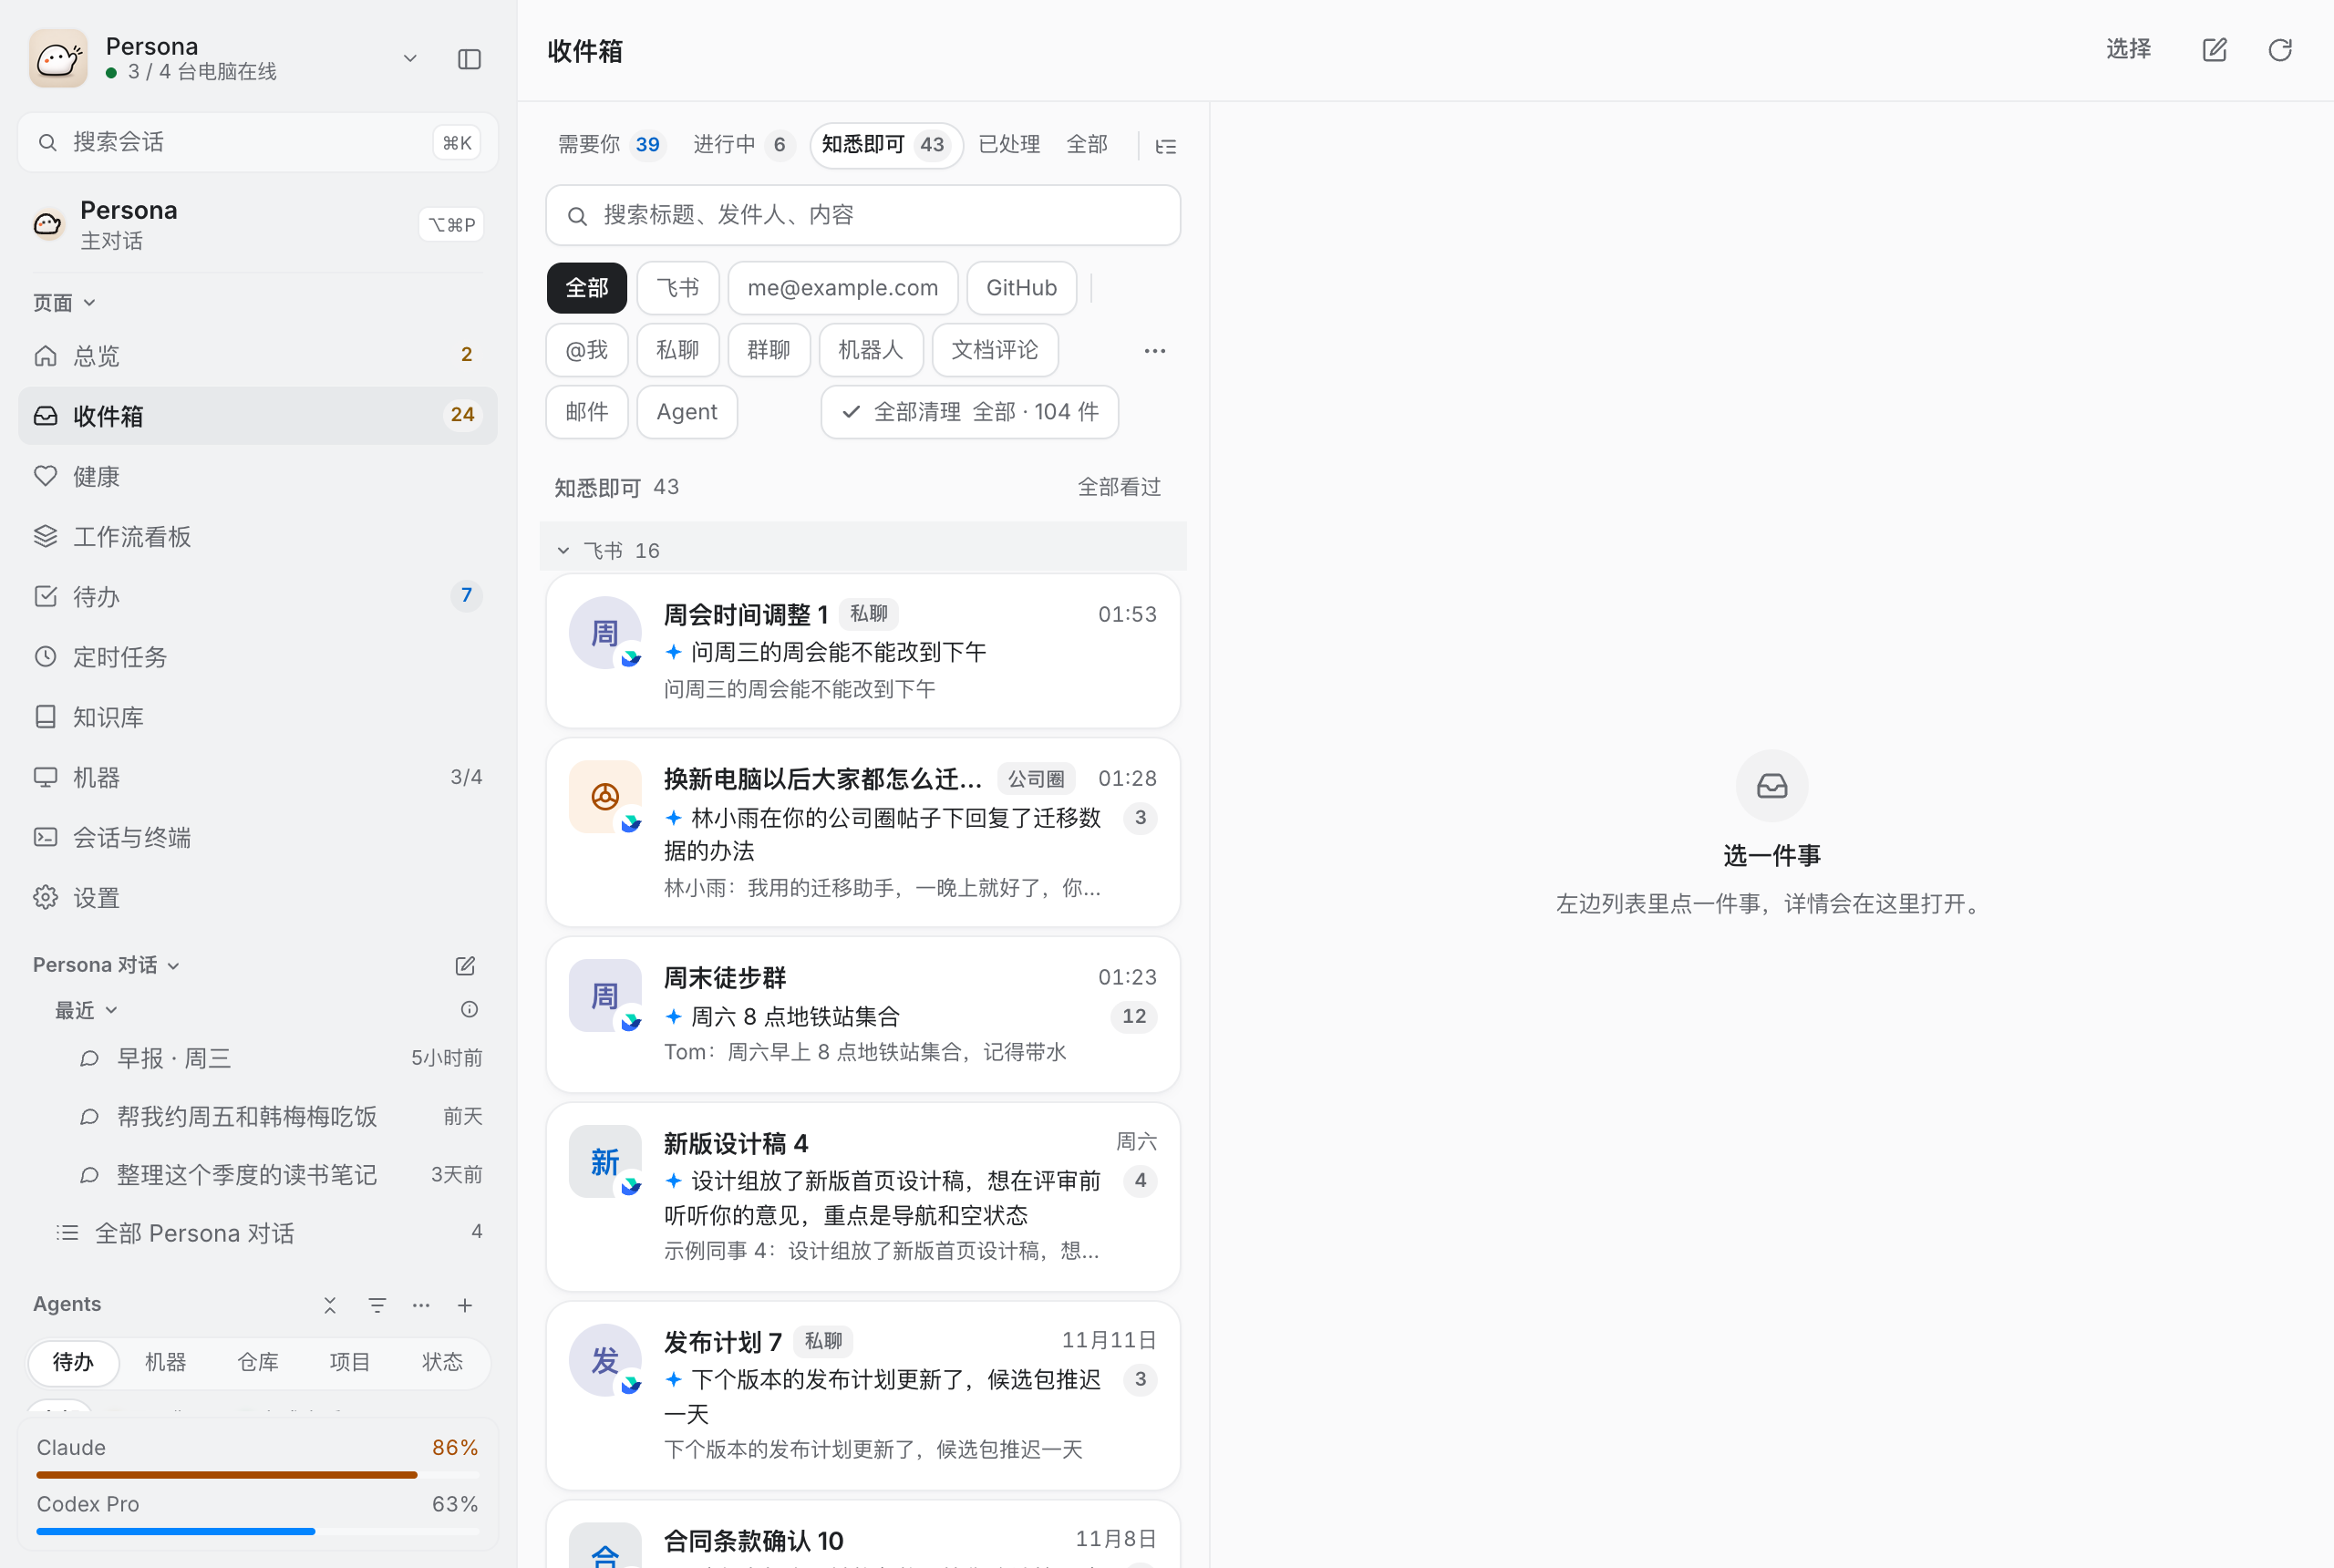 Persona
3 / 4 台电脑在线
搜索会话
⌘K
Persona
主对话
⌥⌘P
页面
总览
2
收件箱
24
健康
工作流看板
待办
7
定时任务
知识库
机器
3/4
会话与终端
设置
Persona 对话
最近
早报 · 周三
5小时前
帮我约周五和韩梅梅吃饭
前天
整理这个季度的读书笔记
3天前
全部 Persona 对话
4
Agents
待办
机器
仓库
项目
状态
Claude
86%
Codex Pro
63%
收件箱
选择
需要你 39
进行中 6
知悉即可 43
已处理
全部
搜索标题、发件人、内容
全部
飞书
me@example.com
GitHub
@我
私聊
群聊
机器人
文档评论
邮件
Agent
全部清理 全部 · 104 件
知悉即可 43
全部看过
飞书 16
周
周会时间调整 1
私聊
01:53
问周三的周会能不能改到下午
问周三的周会能不能改到下午
换新电脑以后大家都怎么迁…
公司圈
01:28
林小雨在你的公司圈帖子下回复了迁移数
据的办法
3
林小雨：我用的迁移助手，一晚上就好了，你…
周
周末徒步群
01:23
周六 8 点地铁站集合
12
Tom：周六早上 8 点地铁站集合，记得带水
新
新版设计稿 4
周六
设计组放了新版首页设计稿，想在评审前
听听你的意见，重点是导航和空状态
4
示例同事 4：设计组放了新版首页设计稿，想…
发
发布计划 7
私聊
11月11日
下个版本的发布计划更新了，候选包推迟
一天
3
下个版本的发布计划更新了，候选包推迟一天
合
合同条款确认 10
11月8日
选一件事
左边列表里点一件事，详情会在这里打开。